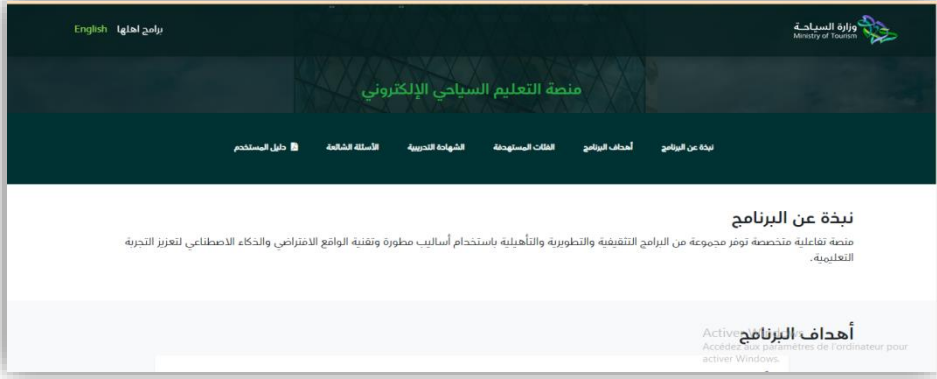 وزارة السياحة
Ministry of Tourism
برامج اهلها English
منصة التعليم السياحي الإلكتروني
نبذة عن البرنامج أهداف البرنامج الفئات المستهدفة الشهادة التدريبية الأسئلة الشائعة دليل المستخدم
نبذة عن البرنامج
منصة تفاعلية متخصصة توفر مجموعة من البرامج التثقيفية والتطويرية والتأهيلية باستخدام أساليب مطورة وتقنية الواقع الافتراضي والذكاء الاصطناعي لتعزيز التجربة
التعليمية.
أهداف البرنامج
Activer Windows
Accédez aux paramètres de l'ordinateur pour
activer Windows.